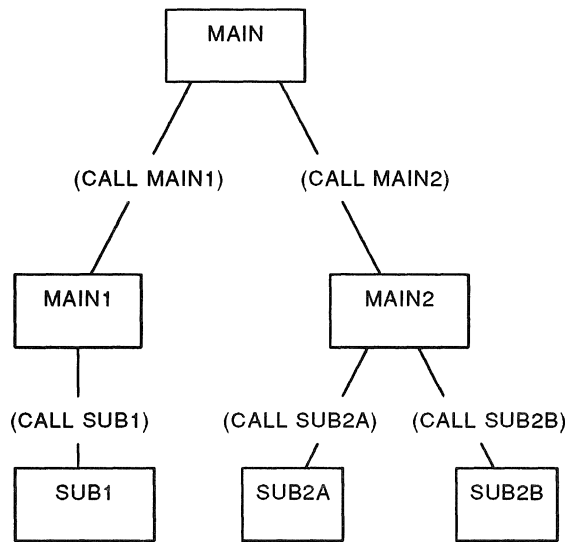 MAIN
(CALL MAIN1) (CALL MAIN2)
MAIN1 MAIN2
(CALL SUB1) (CALL SUB2A) (CALL SUB2B)
SUB1 SUB2A SUB2B